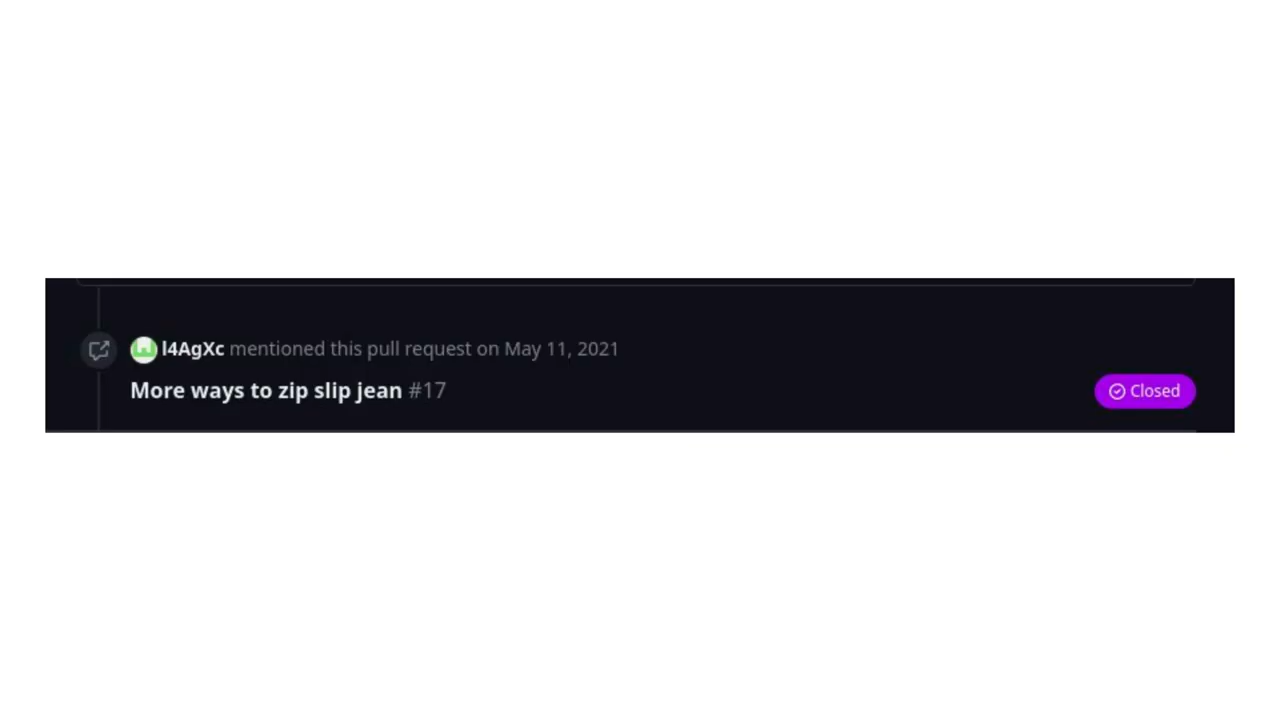 l4AgXc mentioned this pull request on May 11, 2021
More ways to zip slip jean #17
Closed